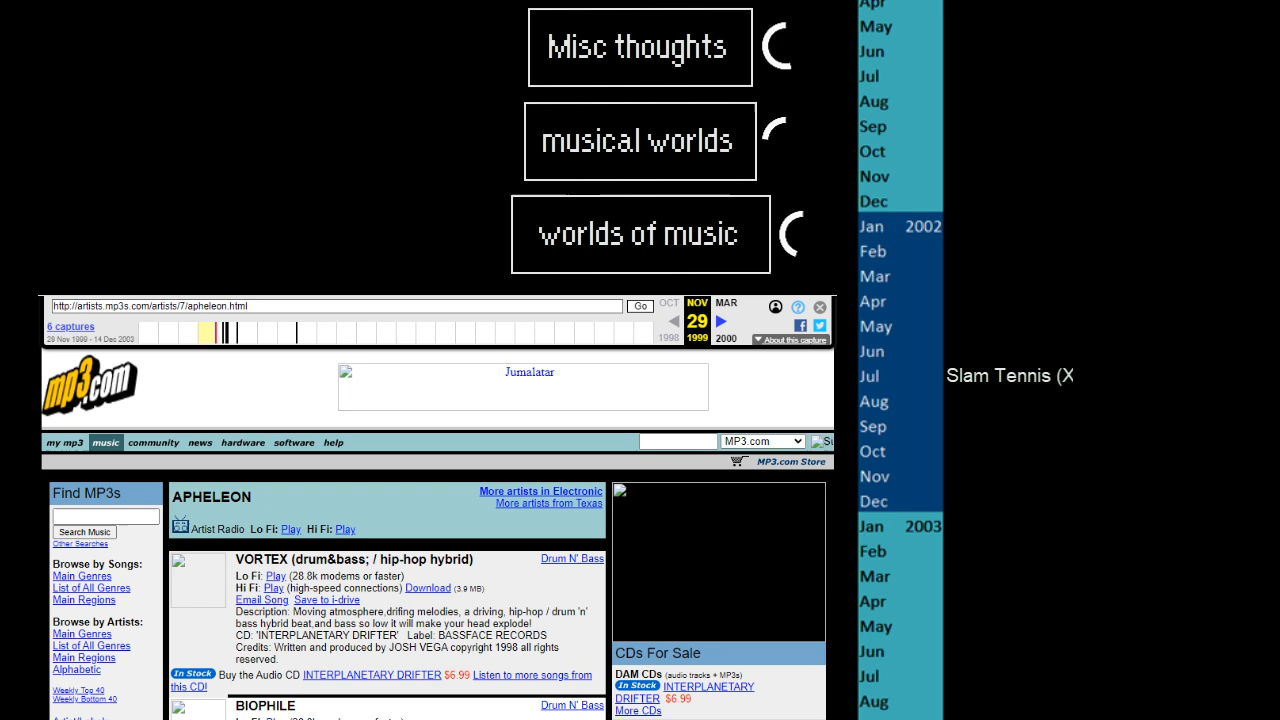 Misc thoughts
musical worlds
worlds of music
http://artists.mp3s.com/artists/7/apheleon.html
Go
OCT NOV MAR
6 captures
29
29 Nov 1999 - 14 Dec 2003
1998 1999 2000
About this capture
mp3.com
Jumalatar
my mp3 music community news hardware software help
MP3.com
MP3.com Store
Find MP3s
Search Music
Other Searches
Browse by Songs:
Main Genres
List of All Genres
Main Regions
Browse by Artists:
Main Genres
List of All Genres
Main Regions
Alphabetic
Weekly Top 40
Weekly Bottom 40
APHELEON
More artists in Electronic
More artists from Texas
Artist Radio Lo Fi: Play Hi Fi: Play
VORTEX (drum&bass; / hip-hop hybrid) Drum N' Bass
Lo Fi: Play (28.8k modems or faster)
Hi Fi: Play (high-speed connections) Download (3.9 MB)
Email Song Save to i-drive
Description: Moving atmosphere,drifing melodies, a driving, hip-hop / drum 'n'
bass hybrid beat,and bass so low it will make your head explode!
CD: 'INTERPLANETARY DRIFTER' Label: BASSFACE RECORDS
Credits: Written and produced by JOSH VEGA copyright 1998 all rights
reserved.
In Stock Buy the Audio CD INTERPLANETARY DRIFTER $6.99 Listen to more songs from
this CD!
BIOPHILE Drum N' Bass
CDs For Sale
DAM CDs (audio tracks + MP3s)
In Stock INTERPLANETARY
DRIFTER $6.99
More CDs
Apr
May
Jun
Jul
Aug
Sep
Oct
Nov
Dec
Jan 2002
Feb
Mar
Apr
May
Jun
Jul
Aug
Sep
Oct
Nov
Dec
Jan 2003
Feb
Mar
Apr
May
Jun
Jul
Aug
Slam Tennis (X